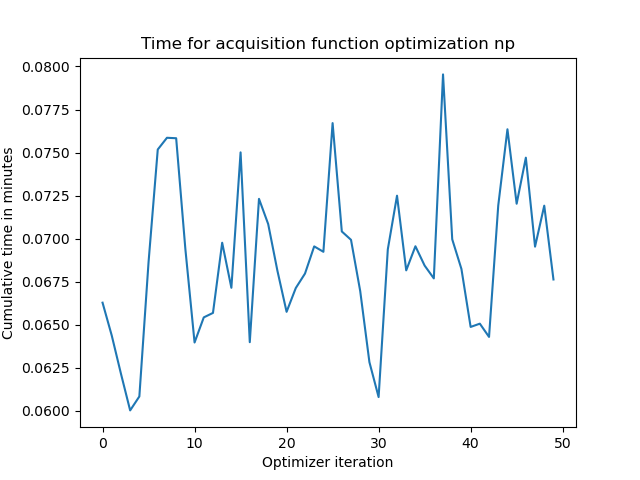 Time for acquisition function optimization np
0.0800
0.0775
0.0750
0.0725
0.0700
0.0675
0.0650
0.0625
0.0600
Cumulative time in minutes
0 10 20 30 40 50
Optimizer iteration